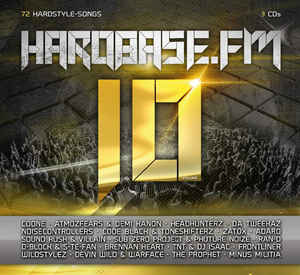 72 HARDSTYLE-SONGS 3 CDs
HARDBASE.FM
10
COONE · ATMOZFEARS & DEMI KANON · HEADHUNTERZ · DA TWEEKAZ
NOISECONTROLLERS · CODE BLACK & TONESHIFTERZ · ZATOX · ADARO
SOUND RUSH & VILLAIN · SUB ZERO PROJECT & PHUTURE NOIZE · RAN-D
D-BLOCK & S-TE-FAN · BRENNAN HEART · TNT & DJ ISAAC · FRONTLINER
WILDSTYLEZ · DEVIN WILD & WARFACE · THE PROPHET · MINUS MILITIA